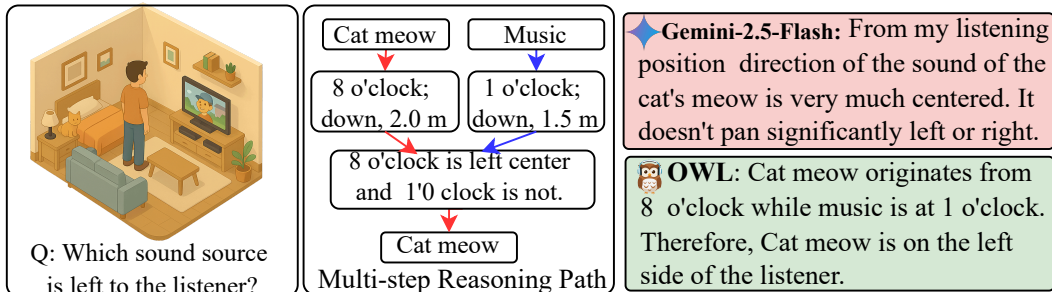 Q: Which sound source
is left to the listener?
Cat meow
Music
8 o'clock;
down, 2.0 m
1 o'clock;
down, 1.5 m
8 o'clock is left center
and 1'0 clock is not.
Cat meow
Multi-step Reasoning Path
Gemini-2.5-Flash: From my listening
position direction of the sound of the
cat's meow is very much centered. It
doesn't pan significantly left or right.
OWL: Cat meow originates from
8 o'clock while music is at 1 o'clock.
Therefore, Cat meow is on the left
side of the listener.